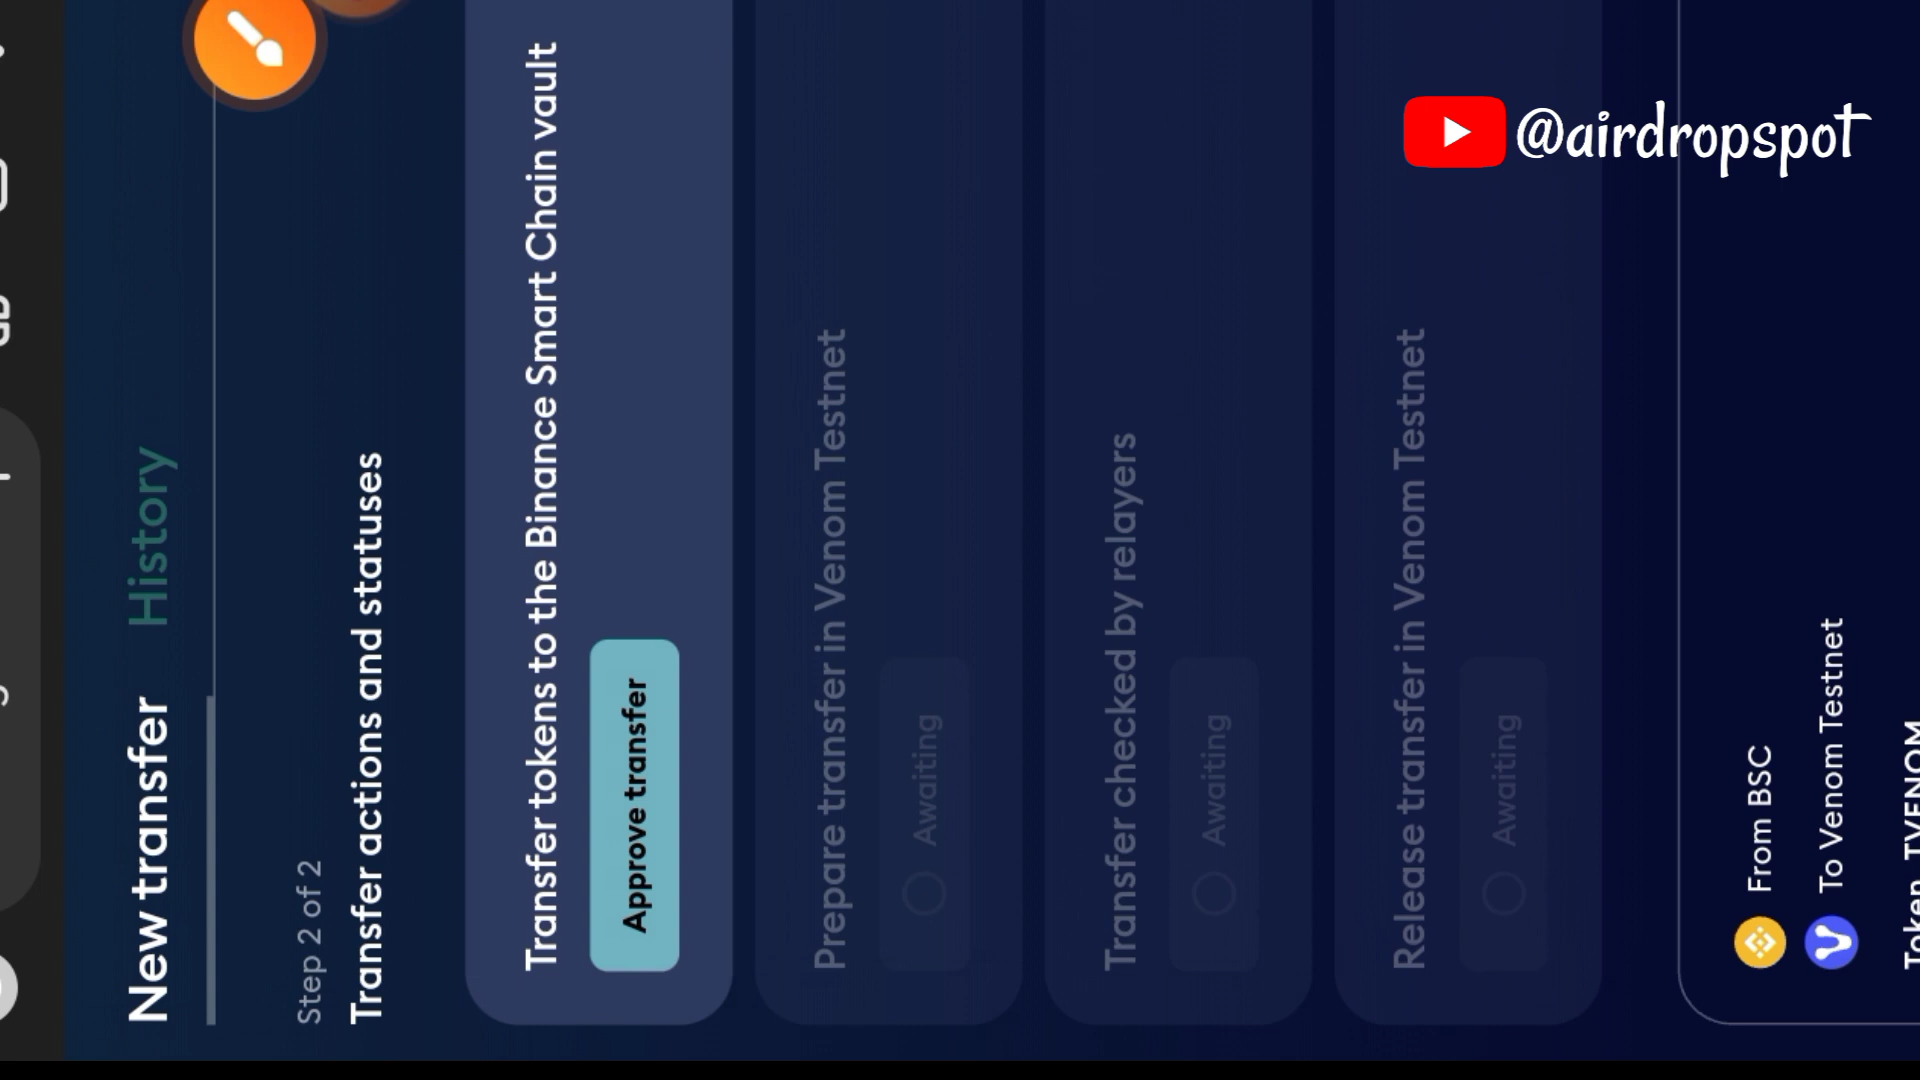 @airdropspot
New transfer History
Step 2 of 2
Transfer actions and statuses
Transfer tokens to the Binance Smart Chain vault
Approve transfer
Prepare transfer in Venom Testnet
Awaiting
Transfer checked by relayers
Awaiting
Release transfer in Venom Testnet
Awaiting
From BSC
To Venom Testnet
Token TVENOM